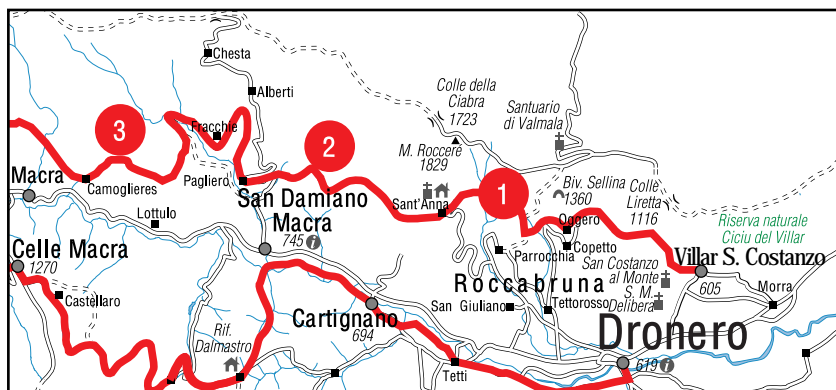 Chesta
Alberti
Colle della
Ciabra
1723
Santuario
di Valmala
3
Fracchie
2
M. Roccerè
1829
Biv. Sellina
1360
Colle
Liretta
1116
1
Macra
Camoglieres
Pagliero
San Damiano
Macra
745 i
Sant'Anna
Oggero
Riserva naturale
Ciciu del Villar
Lottulo
Copetto
Parrocchia
Villar S. Costanzo
605
Celle Macra
1270
San Costanzo
al Monte
S. M.
Delibera
Morra
Roccabruna
Castellaro
Cartignano
694
San Giuliano
Tettorosso
Rif.
Dalmastro
Dronero
619 i
Tetti